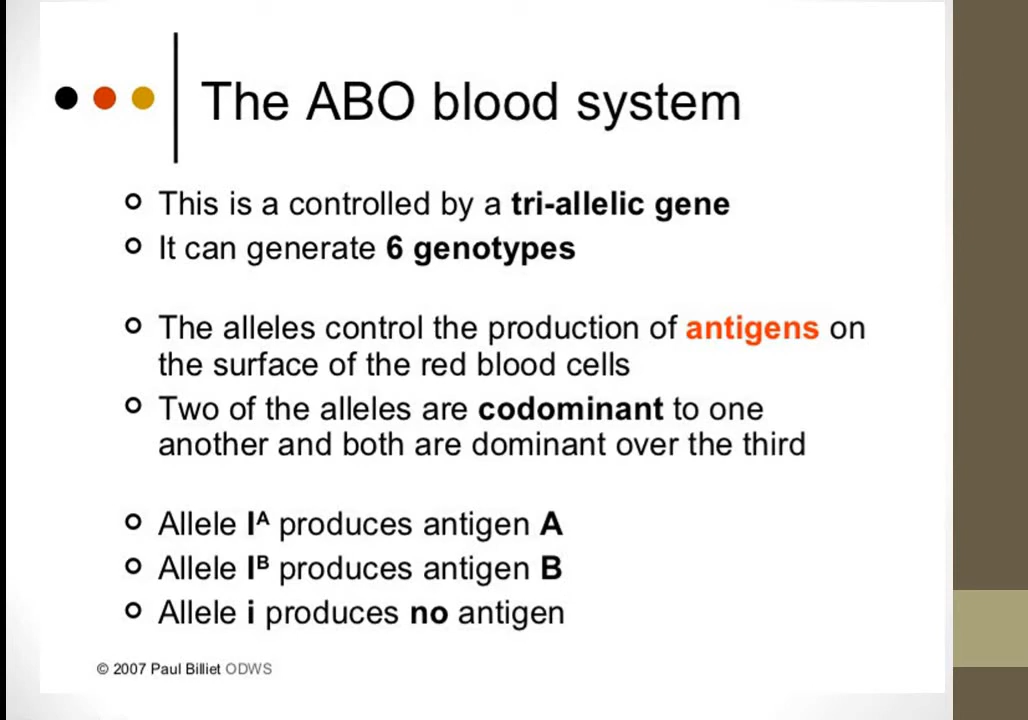 The ABO blood system
This is a controlled by a tri-allelic gene
It can generate 6 genotypes
The alleles control the production of antigens on
the surface of the red blood cells
Two of the alleles are codominant to one
another and both are dominant over the third
Allele Iᴬ produces antigen A
Allele Iᴮ produces antigen B
Allele i produces no antigen
© 2007 Paul Billiet ODWS